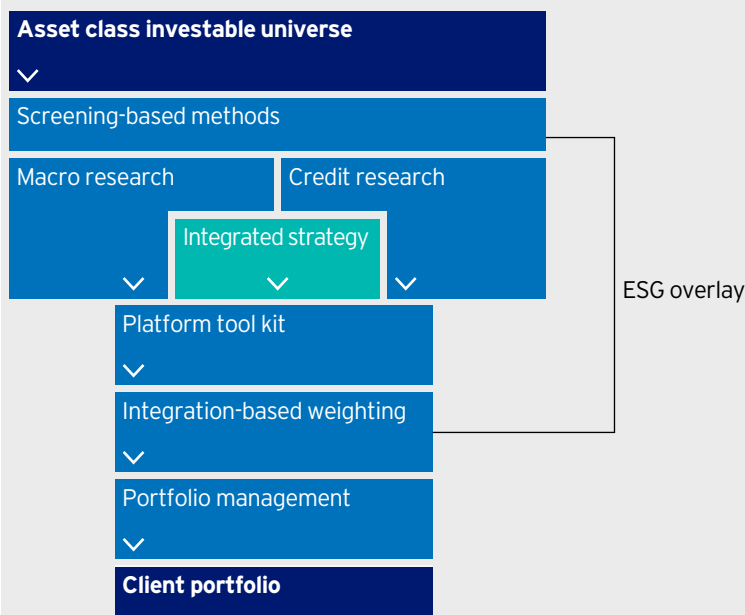 Asset class investable universe
Screening-based methods
Macro research
Credit research
Integrated strategy
ESG overlay
Platform tool kit
Integration-based weighting
Portfolio management
Client portfolio